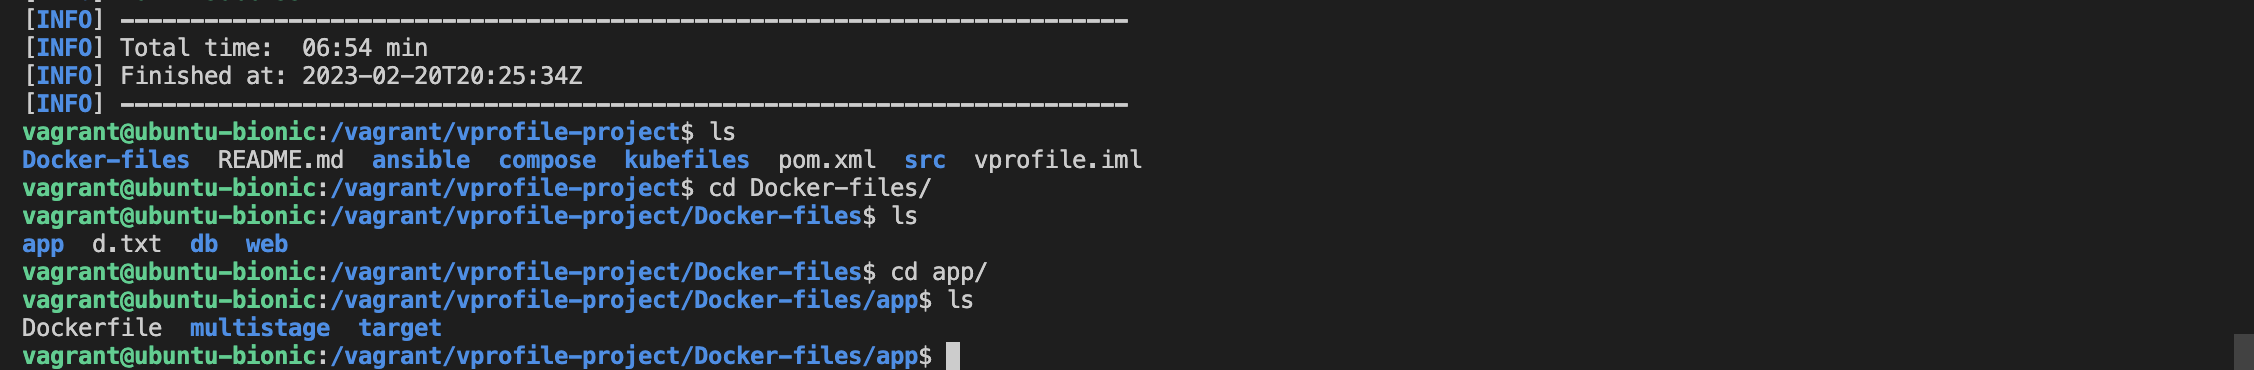 [INFO] ------------------------------------------------------------------------
[INFO] Total time:  06:54 min
[INFO] Finished at: 2023-02-20T20:25:34Z
[INFO] ------------------------------------------------------------------------
vagrant@ubuntu-bionic:/vagrant/vprofile-project$ ls
Docker-files  README.md  ansible  compose  kubefiles  pom.xml  src  vprofile.iml
vagrant@ubuntu-bionic:/vagrant/vprofile-project$ cd Docker-files/
vagrant@ubuntu-bionic:/vagrant/vprofile-project/Docker-files$ ls
app  d.txt  db  web
vagrant@ubuntu-bionic:/vagrant/vprofile-project/Docker-files$ cd app/
vagrant@ubuntu-bionic:/vagrant/vprofile-project/Docker-files/app$ ls
Dockerfile  multistage  target
vagrant@ubuntu-bionic:/vagrant/vprofile-project/Docker-files/app$